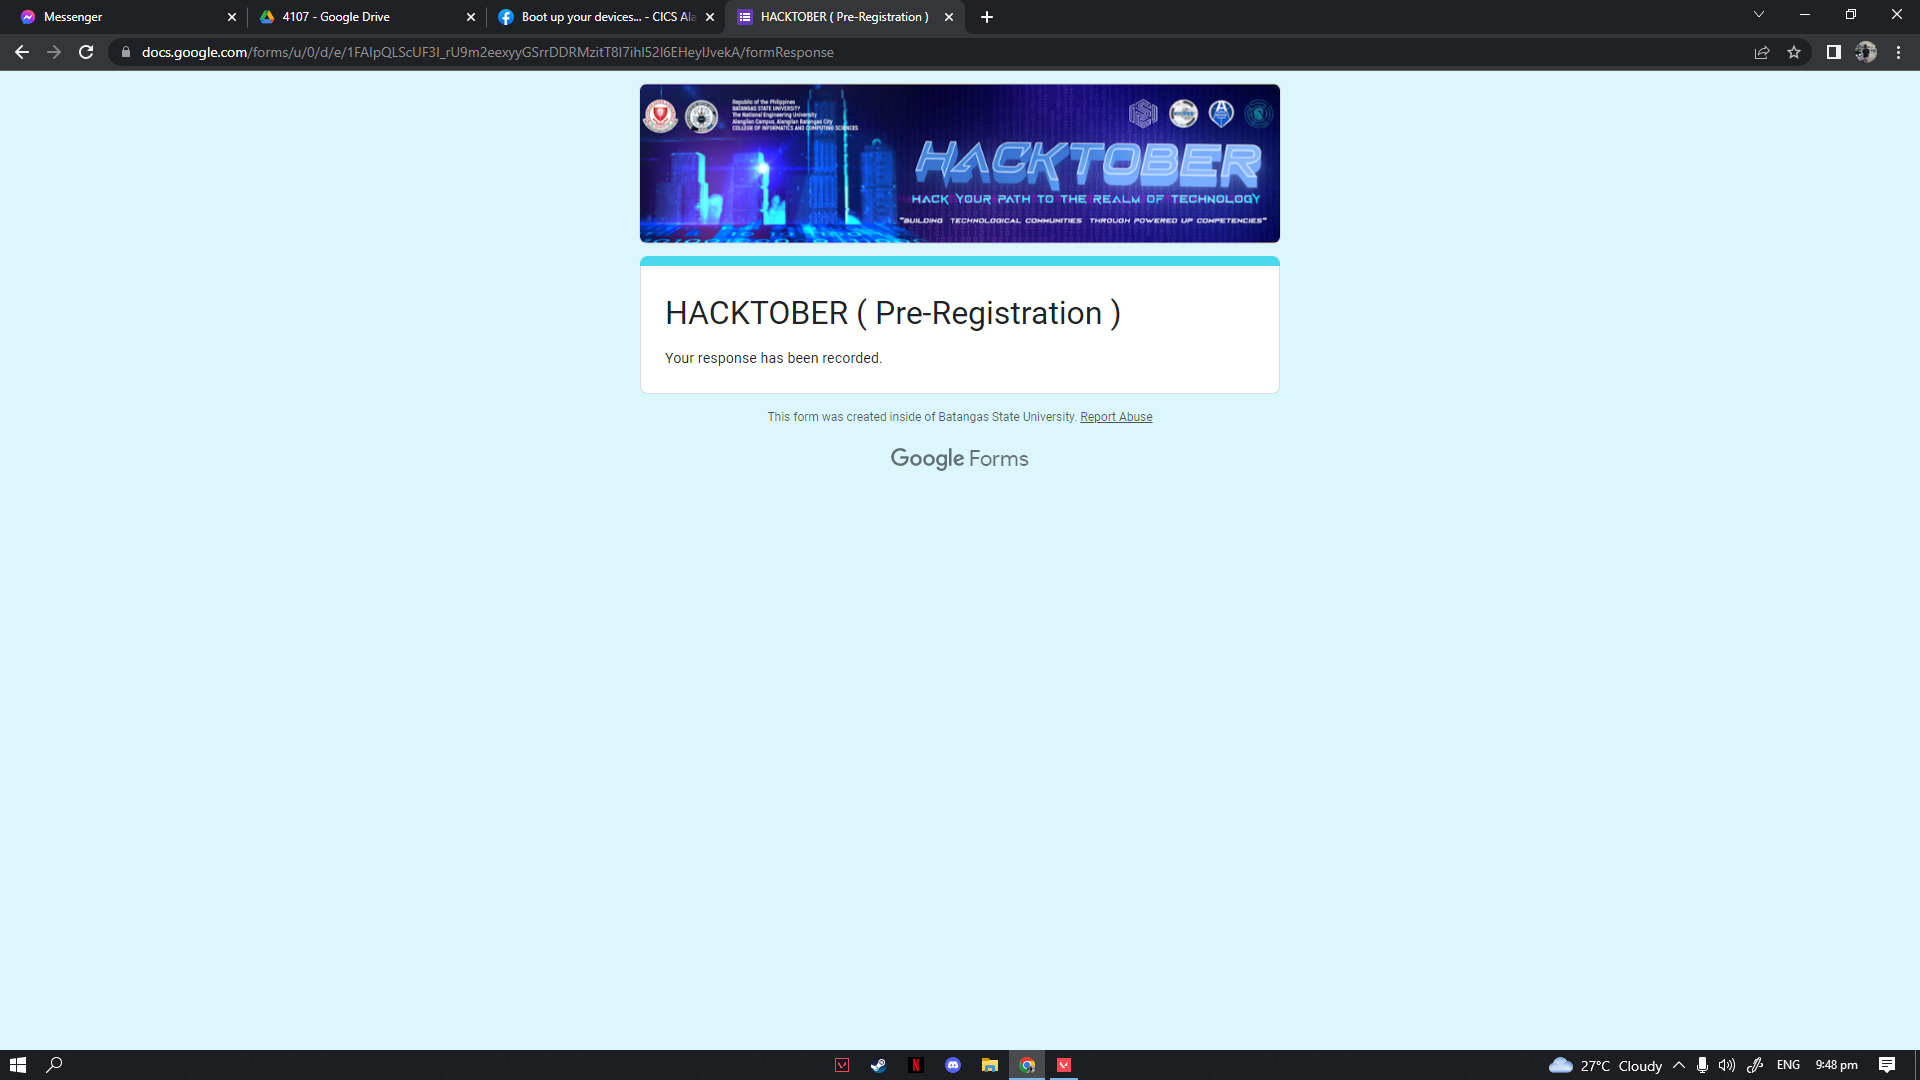 Messenger
4107 - Google Drive
Boot up your devices... - CICS Ala
HACKTOBER ( Pre-Registration )
docs.google.com/forms/u/0/d/e/1FAIpQLScUF3I_rU9m2eexyyGSrrDDRMzitT8I7ihI52I6EHeyIJvekA/formResponse
Republic of the Philippines
BATANGAS STATE UNIVERSITY
The National Engineering University
Alangilan Campus, Alangilan Batangas City
COLLEGE OF INFORMATICS AND COMPUTING SCIENCES
HACKTOBER
HACK YOUR PATH TO THE REALM OF TECHNOLOGY
"BUILDING TECHNOLOGICAL COMMUNITIES THROUGH POWERED UP COMPETENCIES"
HACKTOBER ( Pre-Registration )
Your response has been recorded.
This form was created inside of Batangas State University. Report Abuse
Google Forms
27°C Cloudy
ENG
9:48 pm